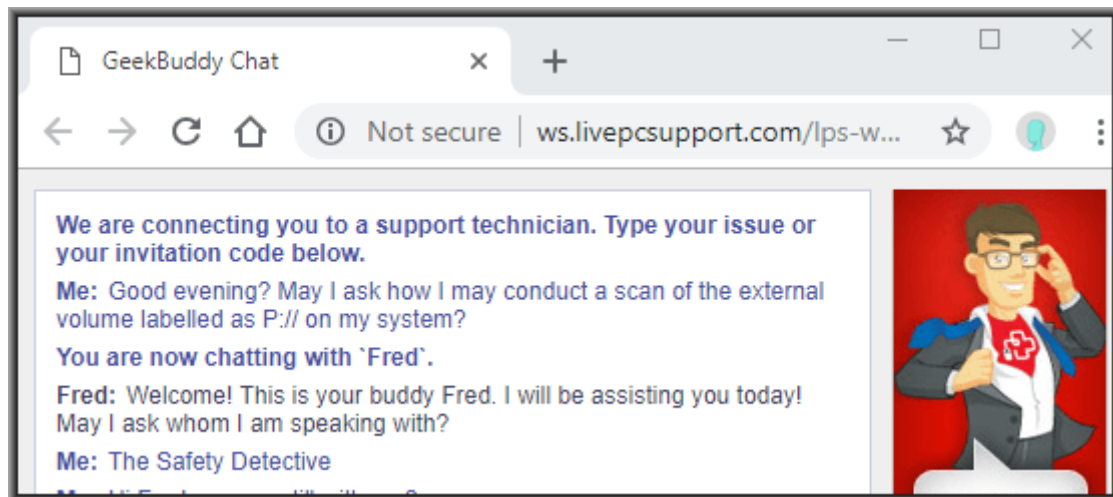 GeekBuddy Chat
Not secure | ws.livepcsupport.com/lps-w...
We are connecting you to a support technician. Type your issue or
your invitation code below.
Me: Good evening? May I ask how I may conduct a scan of the external
volume labelled as P:// on my system?
You are now chatting with `Fred`.
Fred: Welcome! This is your buddy Fred. I will be assisting you today!
May I ask whom I am speaking with?
Me: The Safety Detective